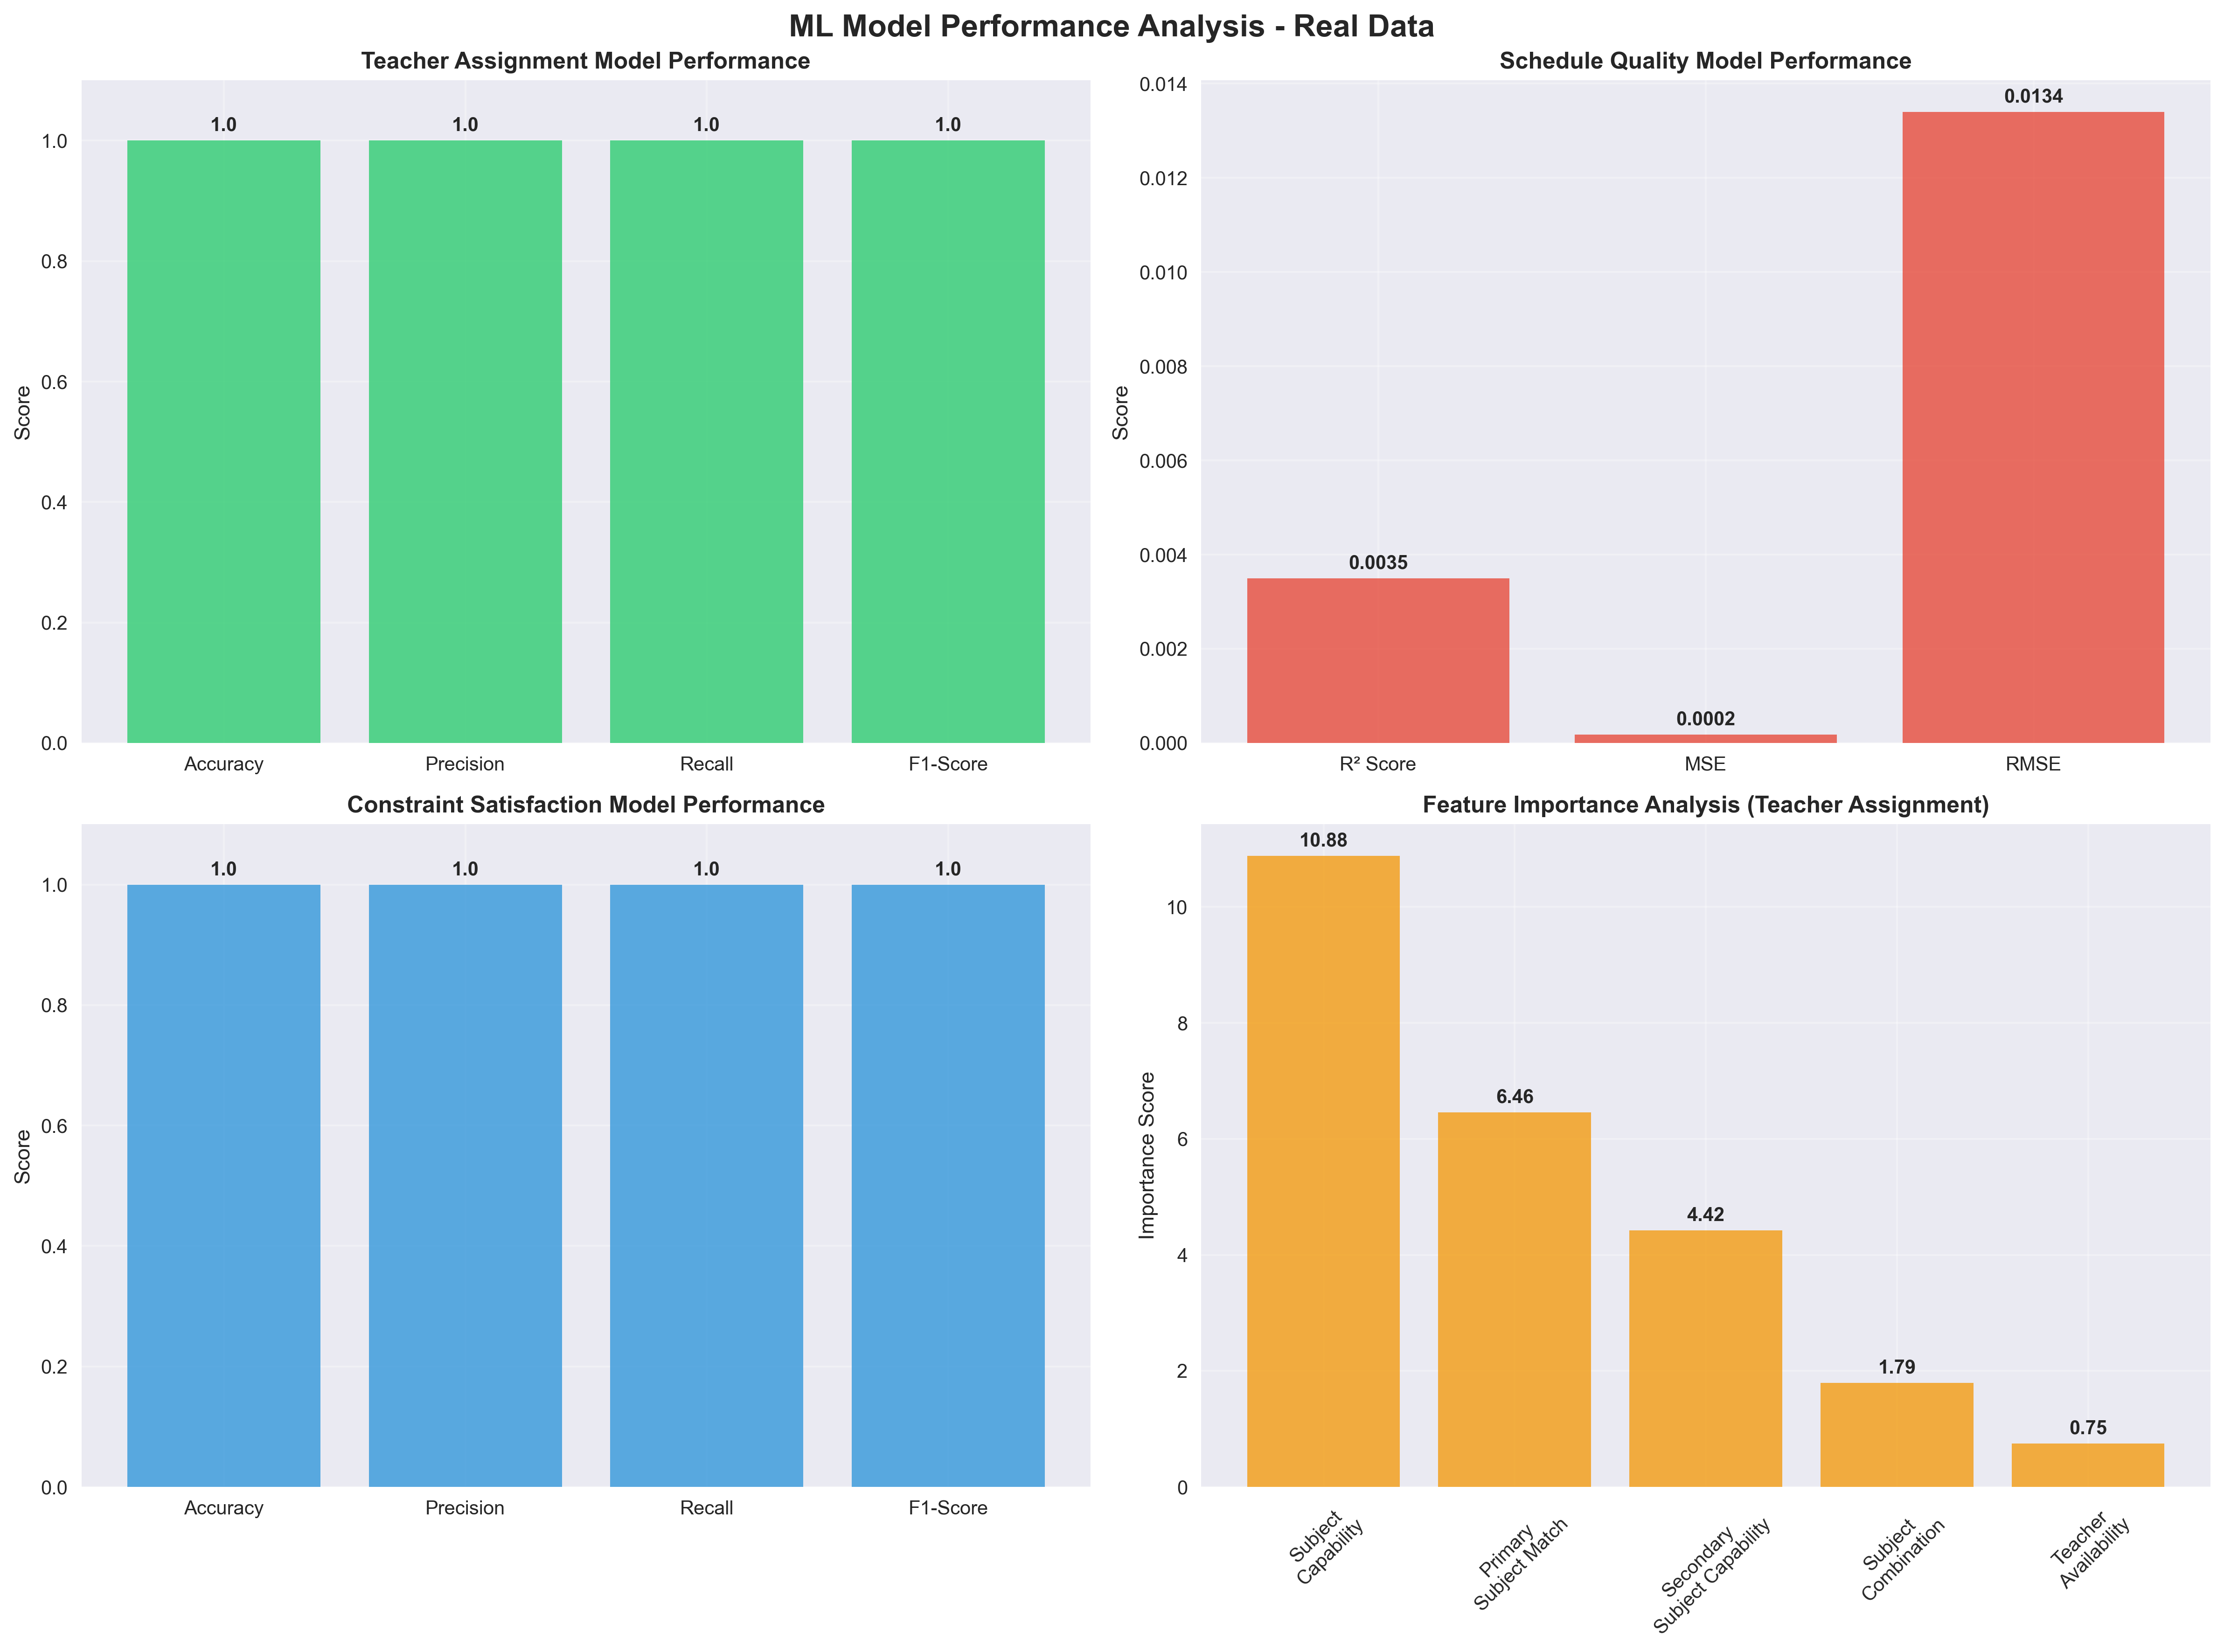 ML Model Performance Analysis - Real Data
Teacher Assignment Model Performance
Score
1.0
0.8
0.6
0.4
0.2
0.0
1.0 1.0 1.0 1.0
Accuracy Precision Recall F1-Score
Schedule Quality Model Performance
Score
0.014
0.012
0.010
0.008
0.006
0.004
0.002
0.000
0.0035 0.0002 0.0134
R² Score MSE RMSE
Constraint Satisfaction Model Performance
Score
1.0
0.8
0.6
0.4
0.2
0.0
1.0 1.0 1.0 1.0
Accuracy Precision Recall F1-Score
Feature Importance Analysis (Teacher Assignment)
Importance Score
10
8
6
4
2
0
10.88 6.46 4.42 1.79 0.75
Subject
Capability
Primary
Subject Match
Secondary
Subject Capability
Subject
Combination
Teacher
Availability